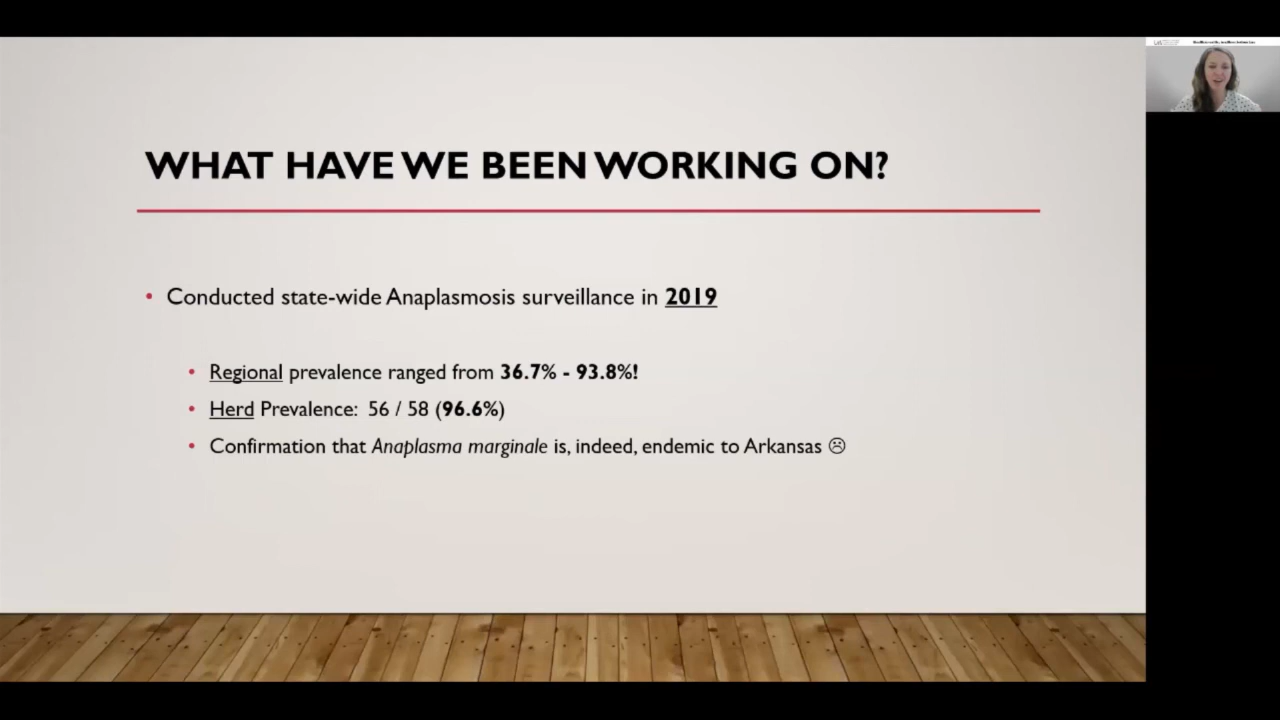 WHAT HAVE WE BEEN WORKING ON?
• Conducted state-wide Anaplasmosis surveillance in 2019
• Regional prevalence ranged from 36.7% - 93.8%!
• Herd Prevalence: 56 / 58 (96.6%)
• Confirmation that Anaplasma marginale is, indeed, endemic to Arkansas ☹